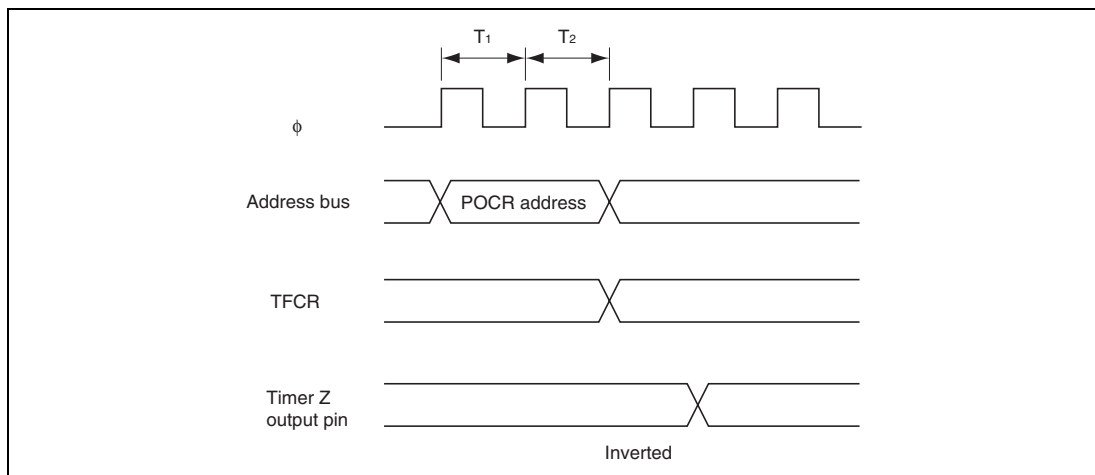 T1 T2
ϕ
Address bus POCR address
TFCR
Timer Z
output pin
Inverted